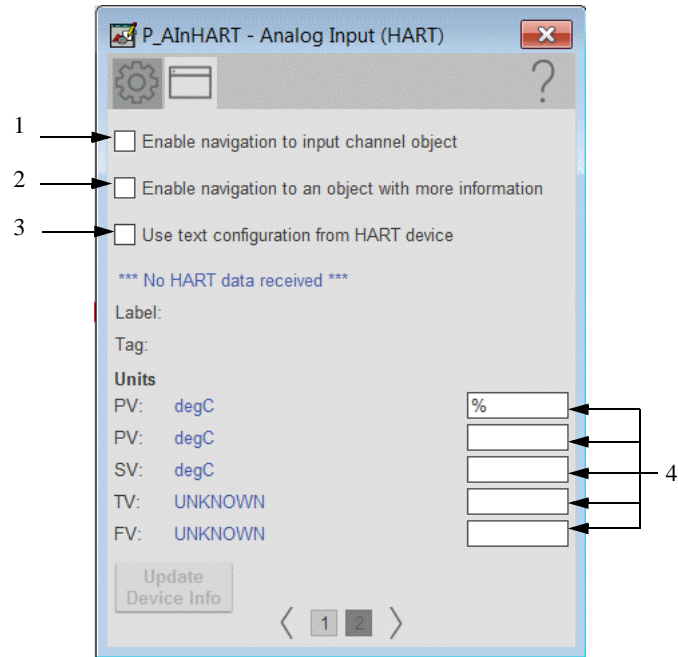 P_AInHART - Analog Input (HART)
?
1
Enable navigation to input channel object
2
Enable navigation to an object with more information
3
Use text configuration from HART device
*** No HART data received ***
Label:
Tag:
Units
PV: degC %
PV: degC
SV: degC
4
TV: UNKNOWN
FV: UNKNOWN
Update
Device Info
1 2